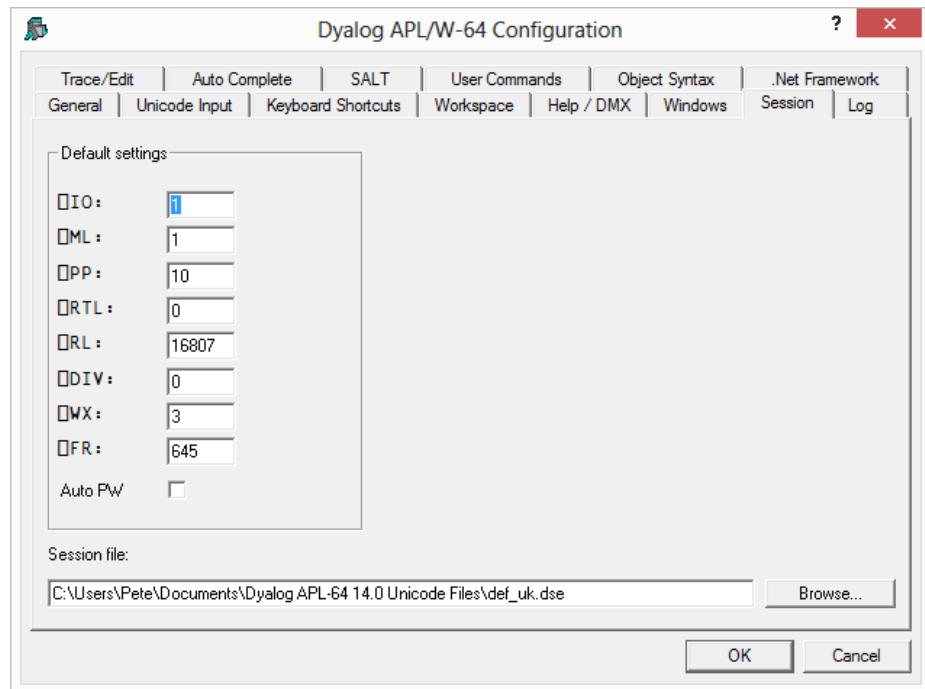 Dyalog APL/W-64 Configuration ? ×
Trace/Edit Auto Complete SALT User Commands Object Syntax .Net Framework
General Unicode Input Keyboard Shortcuts Workspace Help / DMX Windows Session Log
Default settings
⎕IO: 1
⎕ML: 1
⎕PP: 10
⎕RTL: 0
⎕RL: 16807
⎕DIV: 0
⎕WX: 3
⎕FR: 645
Auto PW
Session file:
C:\Users\Pete\Documents\Dyalog APL-64 14.0 Unicode Files\def_uk.dse Browse...
OK Cancel